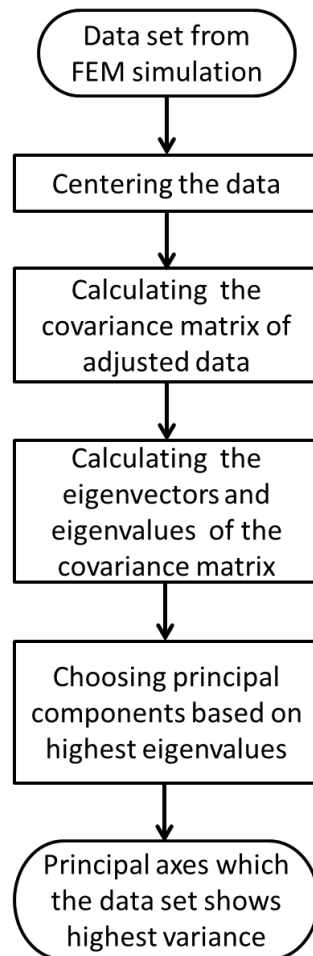 Data set from
FEM simulation
Centering the data
Calculating the
covariance matrix of
adjusted data
Calculating the
eigenvectors and
eigenvalues of the
covariance matrix
Choosing principal
components based on
highest eigenvalues
Principal axes which
the data set shows
highest variance